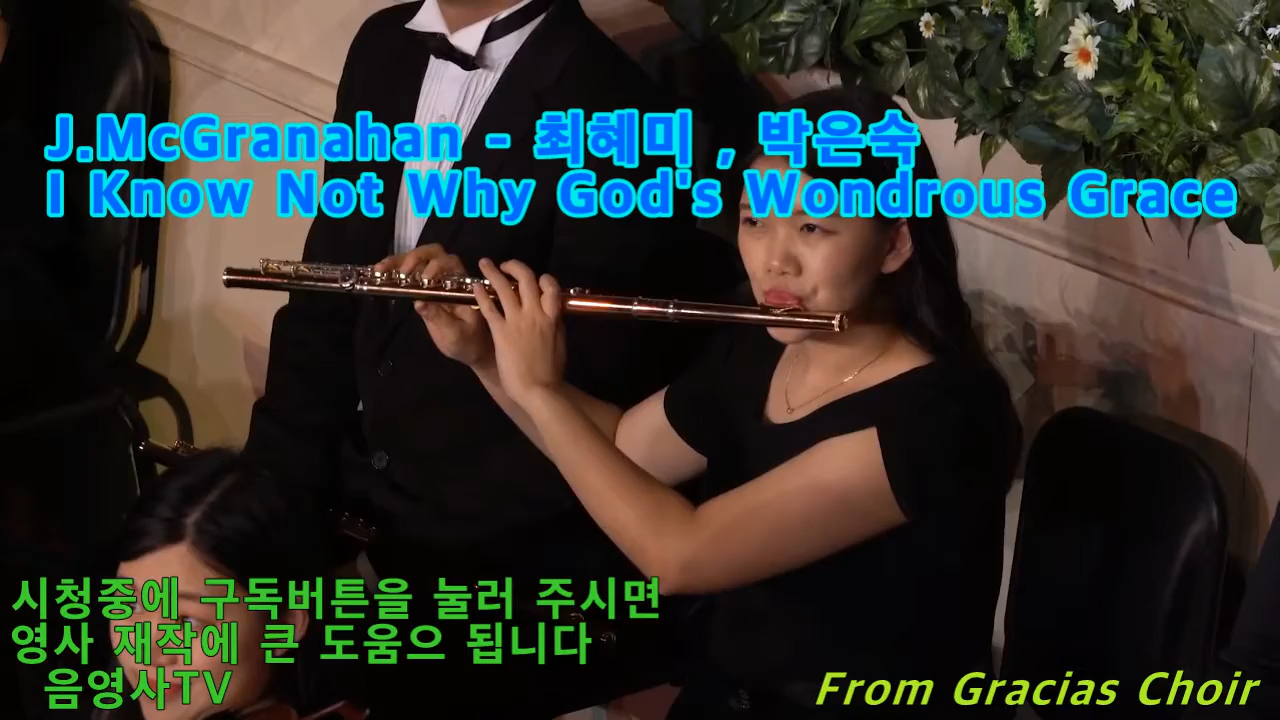 J.McGranahan - 최혜미 , 박은숙
I Know Not Why God's Wondrous Grace
시청중에 구독버튼을 눌러 주시면
영사 재작에 큰 도움으 됩니다
음영사TV
From Gracias Choir